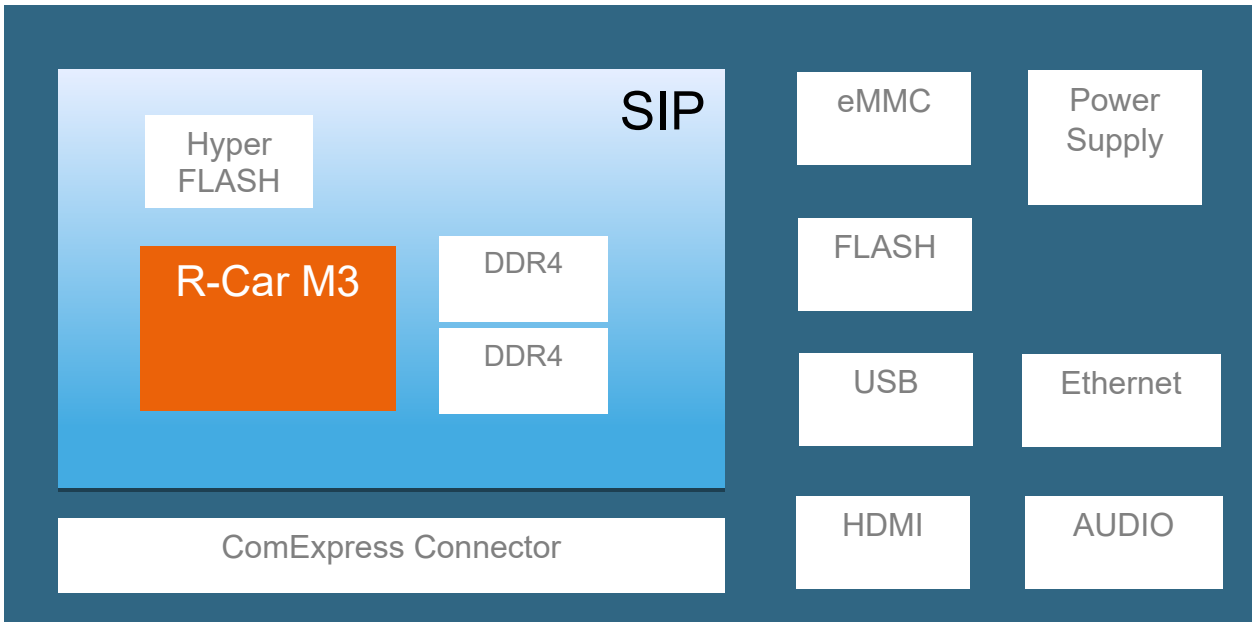 SIP
Hyper
FLASH
R-Car M3
DDR4
DDR4
ComExpress Connector
eMMC
Power
Supply
FLASH
USB
Ethernet
HDMI
AUDIO